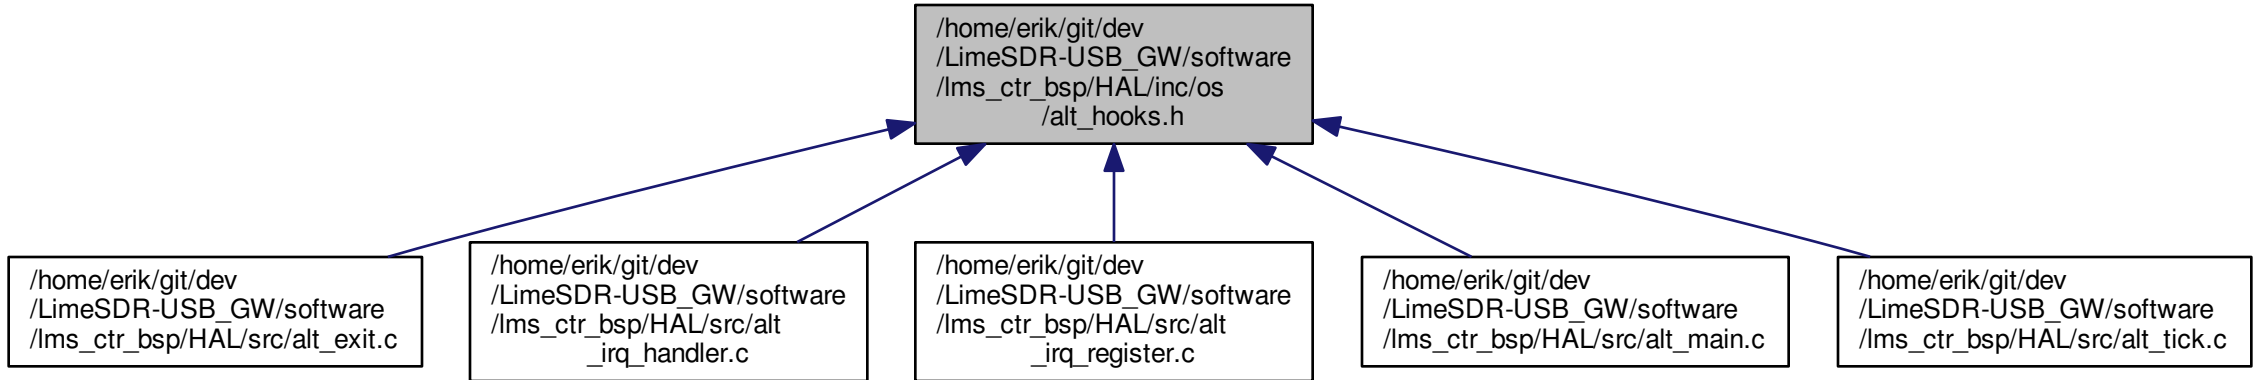 /home/erik/git/dev
/LimeSDR-USB_GW/software
/lms_ctr_bsp/HAL/inc/os
/alt_hooks.h
/home/erik/git/dev
/LimeSDR-USB_GW/software
/lms_ctr_bsp/HAL/src/alt_exit.c
/home/erik/git/dev
/LimeSDR-USB_GW/software
/lms_ctr_bsp/HAL/src/alt
_irq_handler.c
/home/erik/git/dev
/LimeSDR-USB_GW/software
/lms_ctr_bsp/HAL/src/alt
_irq_register.c
/home/erik/git/dev
/LimeSDR-USB_GW/software
/lms_ctr_bsp/HAL/src/alt_main.c
/home/erik/git/dev
/LimeSDR-USB_GW/software
/lms_ctr_bsp/HAL/src/alt_tick.c